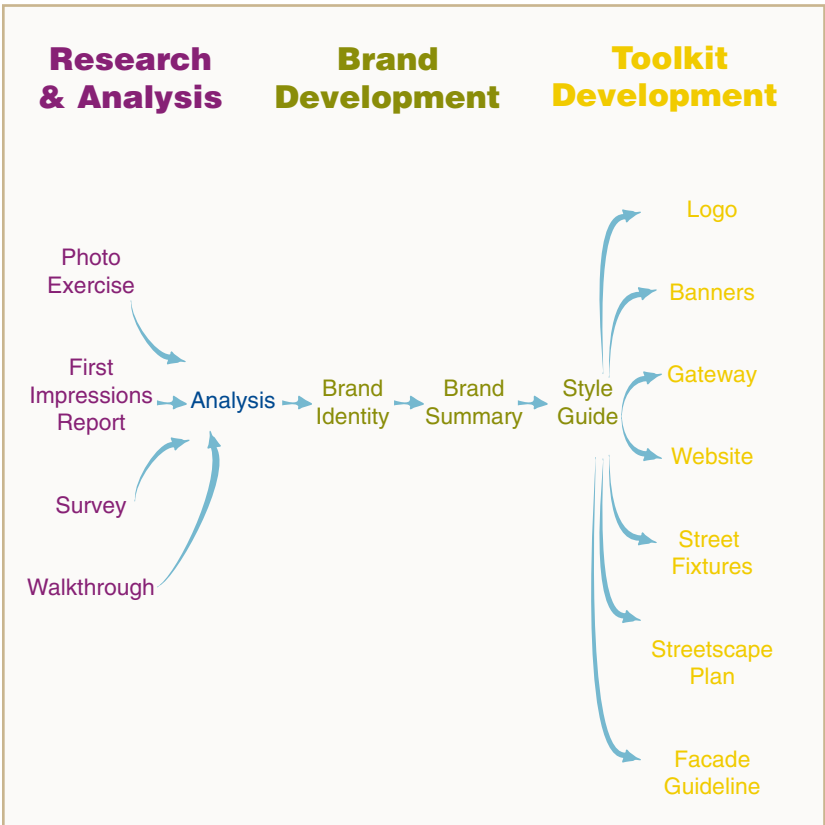 Research
& Analysis
Brand
Development
Toolkit
Development
Photo
Exercise
First
Impressions
Report
Survey
Walkthrough
Analysis
Brand
Identity
Brand
Summary
Style
Guide
Logo
Banners
Gateway
Website
Street
Fixtures
Streetscape
Plan
Facade
Guideline